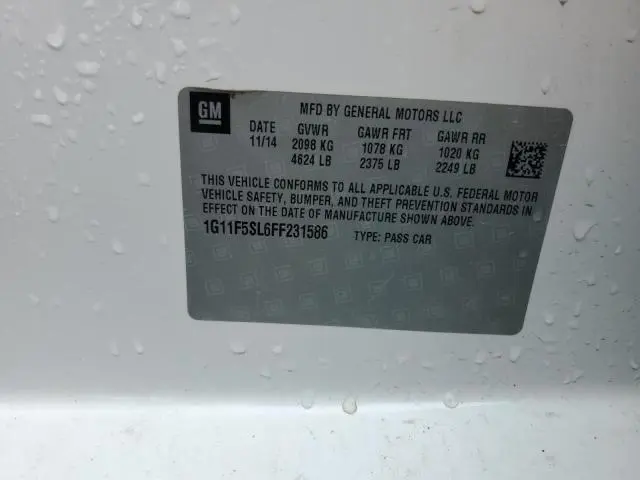 GM
MFD BY GENERAL MOTORS LLC
DATE GVWR GAWR FRT GAWR RR
11/14 2098 KG 1078 KG 1020 KG
4624 LB 2375 LB 2249 LB
THIS VEHICLE CONFORMS TO ALL APPLICABLE U.S. FEDERAL MOTOR
VEHICLE SAFETY, BUMPER, AND THEFT PREVENTION STANDARDS IN
EFFECT ON THE DATE OF MANUFACTURE SHOWN ABOVE.
1G11F5SL6FF231586 TYPE: PASS CAR